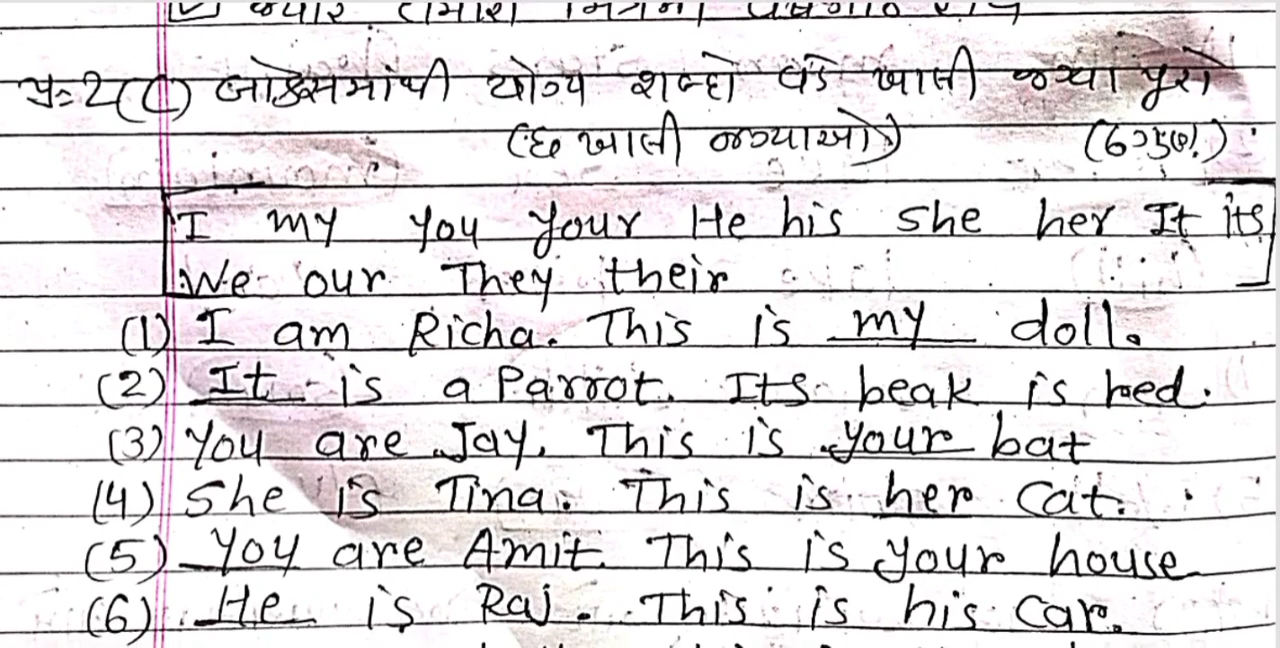 પ્ર:2(C) બોક્સમાંથી યોગ્ય શબ્દો વડે ખાલી જગ્યા પૂરો
(છ ખાલી જગ્યાઓ) (6ગુણ.)
I my you your He his she her It its
We our They their
(1) I am Richa. This is my doll.
(2) It is a Parrot. Its beak is red.
(3) You are Jay. This is your bat
(4) She is Tina. This is her cat.
(5) You are Amit. This is your house
(6) He is Raj. This is his car.